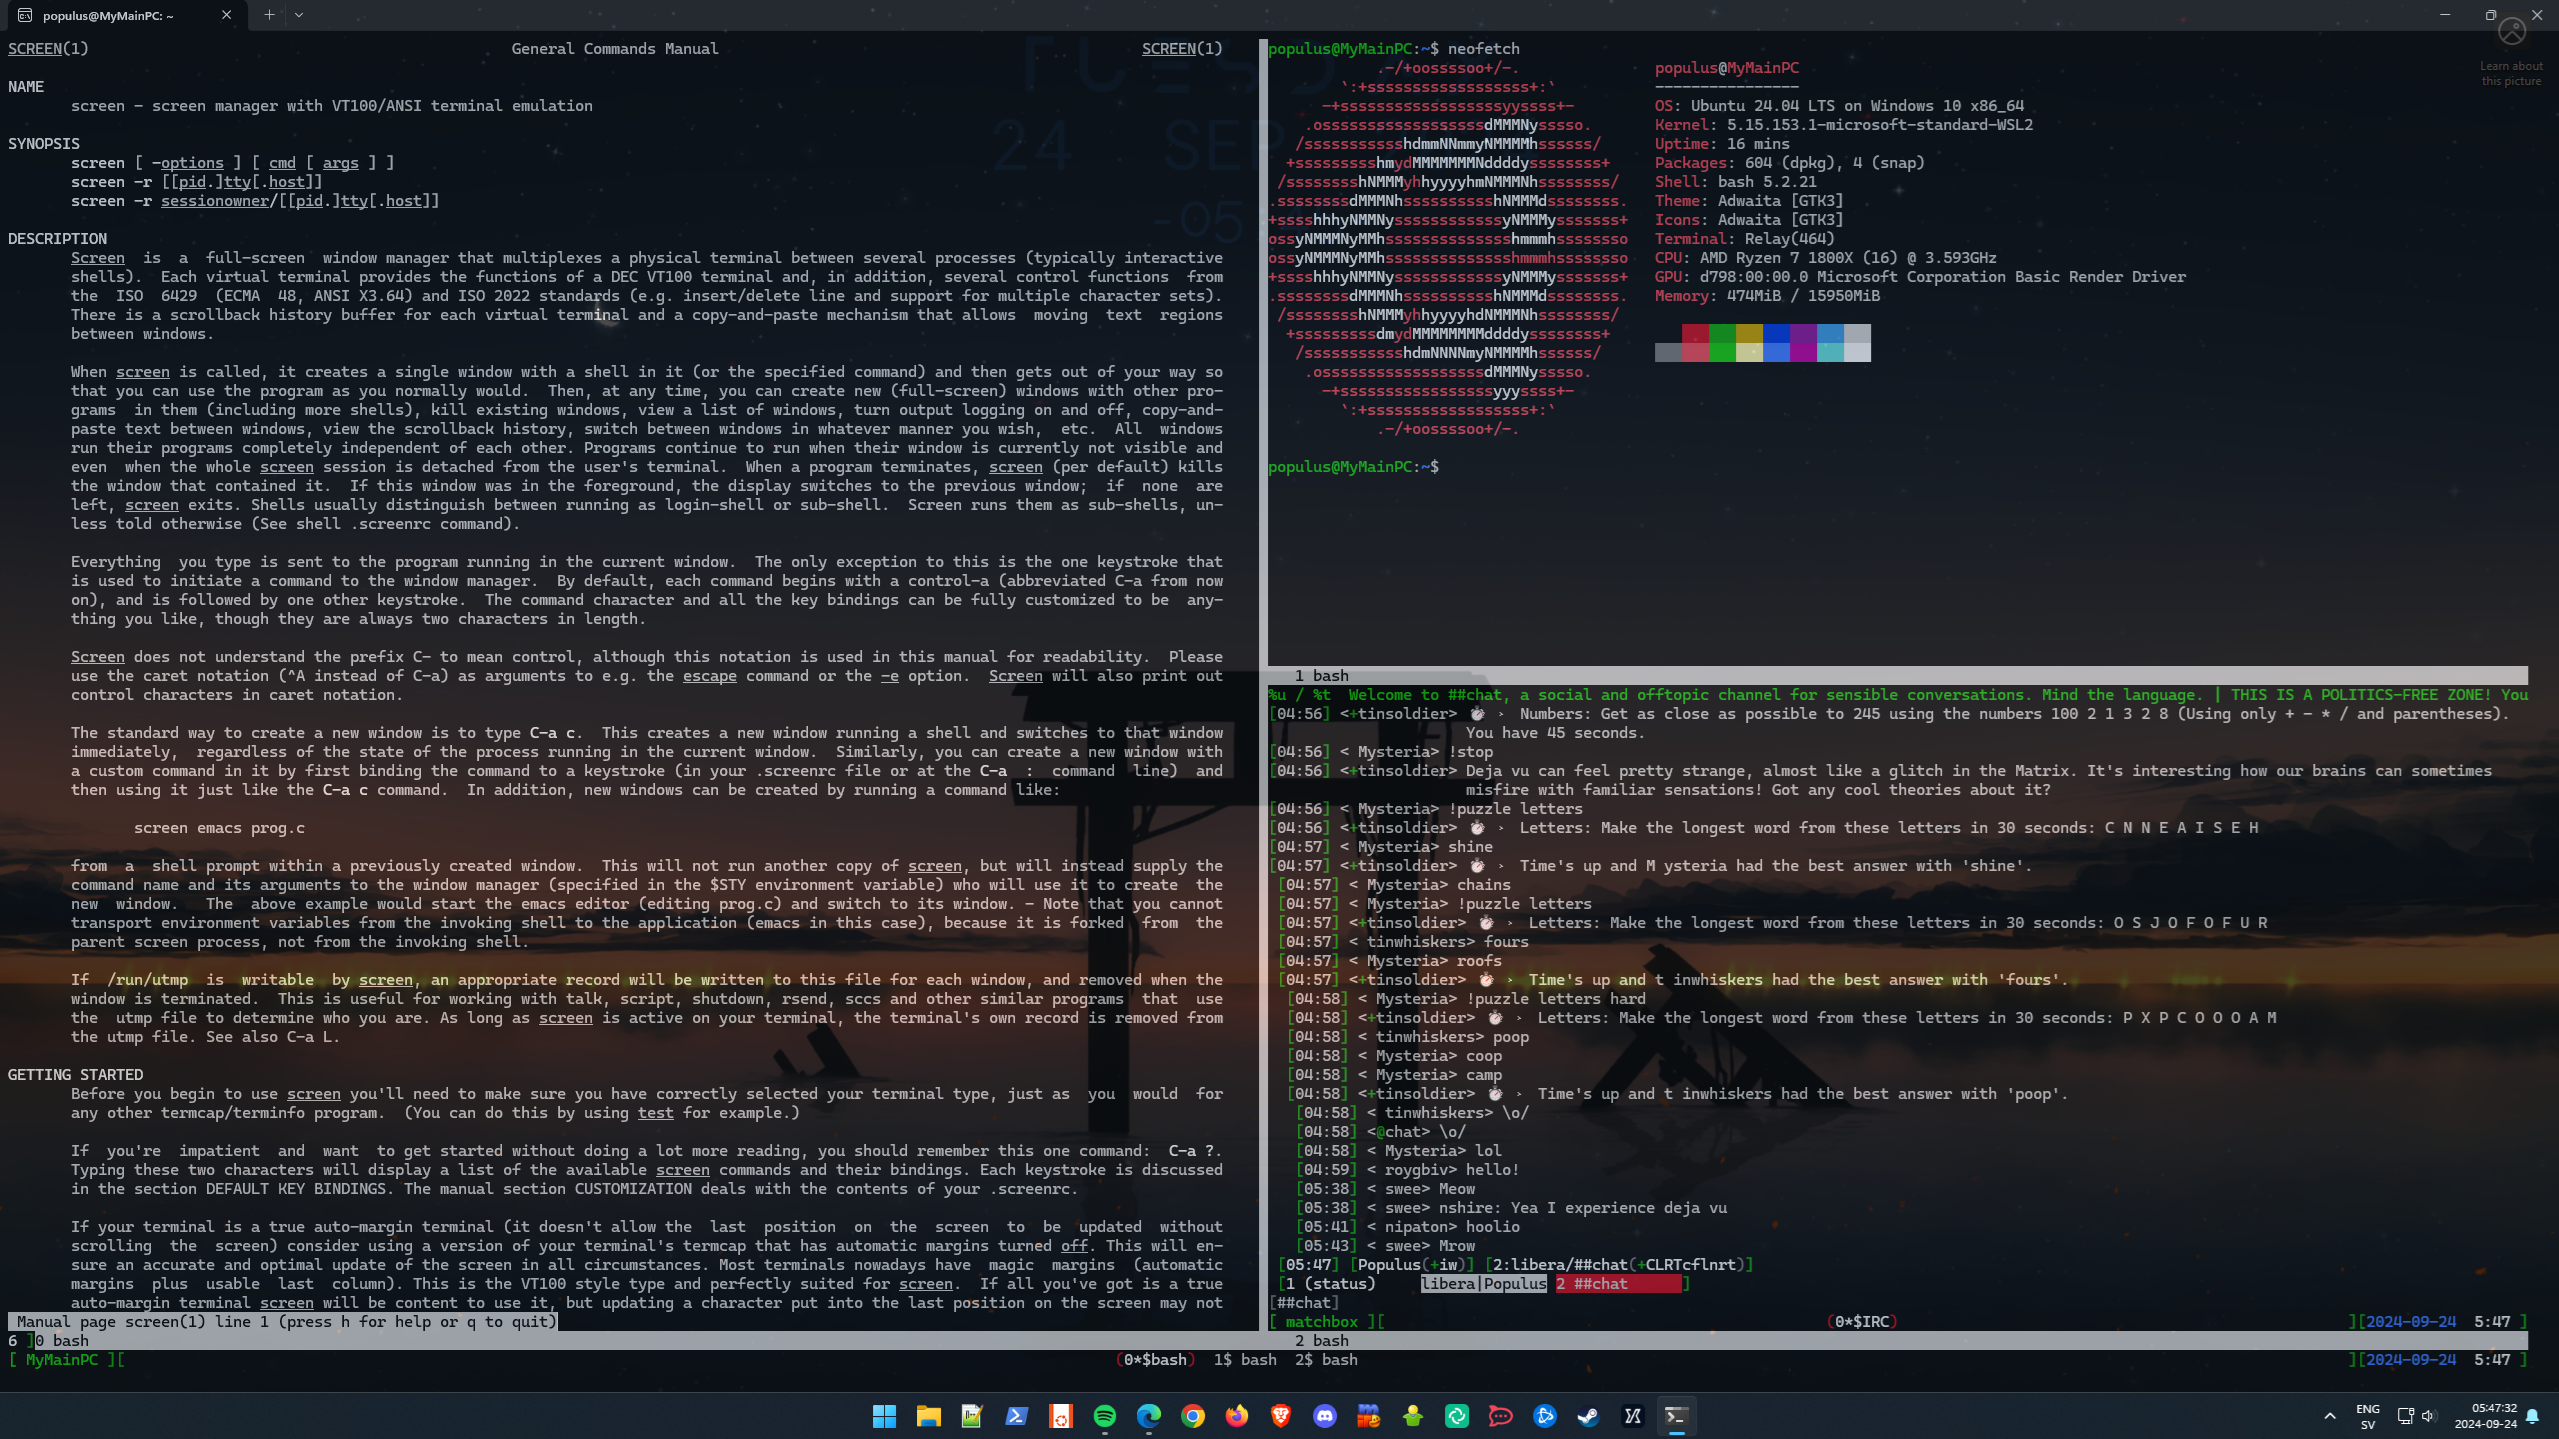 populus@MyMainPC: ~
SCREEN(1) General Commands Manual SCREEN(1)
NAME
screen - screen manager with VT100/ANSI terminal emulation
SYNOPSIS
screen [ -options ] [ cmd [ args ] ]
screen -r [[pid.]tty[.host]]
screen -r sessionowner/[[pid.]tty[.host]]
DESCRIPTION
Screen is a full-screen window manager that multiplexes a physical terminal between several processes (typically interactive
shells). Each virtual terminal provides the functions of a DEC VT100 terminal and, in addition, several control functions from
the ISO 6429 (ECMA 48, ANSI X3.64) and ISO 2022 standards (e.g. insert/delete line and support for multiple character sets).
There is a scrollback history buffer for each virtual terminal and a copy-and-paste mechanism that allows moving text regions
between windows.
When screen is called, it creates a single window with a shell in it (or the specified command) and then gets out of your way so
that you can use the program as you normally would. Then, at any time, you can create new (full-screen) windows with other pro-
grams in them (including more shells), kill existing windows, view a list of windows, turn output logging on and off, copy-and-
paste text between windows, view the scrollback history, switch between windows in whatever manner you wish, etc. All windows
run their programs completely independent of each other. Programs continue to run when their window is currently not visible and
even when the whole screen session is detached from the user's terminal. When a program terminates, screen (per default) kills
the window that contained it. If this window was in the foreground, the display switches to the previous window; if none are
left, screen exits. Shells usually distinguish between running as login-shell or sub-shell. Screen runs them as sub-shells, un-
less told otherwise (See shell .screenrc command).
Everything you type is sent to the program running in the current window. The only exception to this is the one keystroke that
is used to initiate a command to the window manager. By default, each command begins with a control-a (abbreviated C-a from now
on), and is followed by one other keystroke. The command character and all the key bindings can be fully customized to be any-
thing you like, though they are always two characters in length.
Screen does not understand the prefix C- to mean control, although this notation is used in this manual for readability. Please
use the caret notation (^A instead of C-a) as arguments to e.g. the escape command or the -e option. Screen will also print out
control characters in caret notation.
The standard way to create a new window is to type C-a c. This creates a new window running a shell and switches to that window
immediately, regardless of the state of the process running in the current window. Similarly, you can create a new window with
a custom command in it by first binding the command to a keystroke (in your .screenrc file or at the C-a : command line) and
then using it just like the C-a c command. In addition, new windows can be created by running a command like:
screen emacs prog.c
from a shell prompt within a previously created window. This will not run another copy of screen, but will instead supply the
command name and its arguments to the window manager (specified in the $STY environment variable) who will use it to create the
new window. The above example would start the emacs editor (editing prog.c) and switch to its window. - Note that you cannot
transport environment variables from the invoking shell to the application (emacs in this case), because it is forked from the
parent screen process, not from the invoking shell.
If /run/utmp is writable by screen, an appropriate record will be written to this file for each window, and removed when the
window is terminated. This is useful for working with talk, script, shutdown, rsend, sccs and other similar programs that use
the utmp file to determine who you are. As long as screen is active on your terminal, the terminal's own record is removed from
the utmp file. See also C-a L.
GETTING STARTED
Before you begin to use screen you'll need to make sure you have correctly selected your terminal type, just as you would for
any other termcap/terminfo program. (You can do this by using test for example.)
If you're impatient and want to get started without doing a lot more reading, you should remember this one command: C-a ?.
Typing these two characters will display a list of the available screen commands and their bindings. Each keystroke is discussed
in the section DEFAULT KEY BINDINGS. The manual section CUSTOMIZATION deals with the contents of your .screenrc.
If your terminal is a true auto-margin terminal (it doesn't allow the last position on the screen to be updated without
scrolling the screen) consider using a version of your terminal's termcap that has automatic margins turned off. This will en-
sure an accurate and optimal update of the screen in all circumstances. Most terminals nowadays have magic margins (automatic
margins plus usable last column). This is the VT100 style type and perfectly suited for screen. If all you've got is a true
auto-margin terminal screen will be content to use it, but updating a character put into the last position on the screen may not
Manual page screen(1) line 1 (press h for help or q to quit)
6 ]0 bash
populus@MyMainPC:~$ neofetch
.-/+oossssoo+/-.
`:+ssssssssssssssssss+:`
-+ssssssssssssssssssyyssss+-
.ossssssssssssssssssdMMMNysssso.
/ssssssssssshdmmNNmmyNMMMMhssssss/
+ssssssssshmydMMMMMMMNddddyssssssss+
/sssssssshNMMMyhhyyyyhmNMMMNhssssssss/
.ssssssssdMMMNhsssssssssshNMMMdssssssss.
+sssshhhyNMMNyssssssssssssyNMMMysssssss+
ossyNMMMNyMMhsssssssssssssshmmmhssssssso
ossyNMMMNyMMhsssssssssssssshmmmhssssssso
+sssshhhyNMMNyssssssssssssyNMMMysssssss+
.ssssssssdMMMNhsssssssssshNMMMdssssssss.
/sssssssshNMMMyhhyyyyhdNMMMNhssssssss/
+sssssssssdmydMMMMMMMMddddyssssssss+
/ssssssssssshdmNNNNmyNMMMMhssssss/
.ossssssssssssssssssdMMMNysssso.
-+sssssssssssssssssyyyssss+-
`:+ssssssssssssssssss+:`
.-/+oossssoo+/-.
populus@MyMainPC
----------------
OS: Ubuntu 24.04 LTS on Windows 10 x86_64
Kernel: 5.15.153.1-microsoft-standard-WSL2
Uptime: 16 mins
Packages: 604 (dpkg), 4 (snap)
Shell: bash 5.2.21
Theme: Adwaita [GTK3]
Icons: Adwaita [GTK3]
Terminal: Relay(464)
CPU: AMD Ryzen 7 1800X (16) @ 3.593GHz
GPU: d798:00:00.0 Microsoft Corporation Basic Render Driver
Memory: 474MiB / 15950MiB
populus@MyMainPC:~$
1 bash
Learn about
this picture
24 SEP
-05:
%u / %t Welcome to ##chat, a social and offtopic channel for sensible conversations. Mind the language. | THIS IS A POLITICS-FREE ZONE! You
[04:56] <+tinsoldier> Numbers: Get as close as possible to 245 using the numbers 100 2 1 3 2 8 (Using only + - * / and parentheses).
You have 45 seconds.
[04:56] < Mysteria> !stop
[04:56] <+tinsoldier> Deja vu can feel pretty strange, almost like a glitch in the Matrix. It's interesting how our brains can sometimes
misfire with familiar sensations! Got any cool theories about it?
[04:56] < Mysteria> !puzzle letters
[04:56] <+tinsoldier> Letters: Make the longest word from these letters in 30 seconds: C N N E A I S E H
[04:57] < Mysteria> shine
[04:57] <+tinsoldier> Time's up and M ysteria had the best answer with 'shine'.
[04:57] < Mysteria> chains
[04:57] < Mysteria> !puzzle letters
[04:57] <+tinsoldier> Letters: Make the longest word from these letters in 30 seconds: O S J O F O F U R
[04:57] < tinwhiskers> fours
[04:57] < Mysteria> roofs
[04:57] <+tinsoldier> Time's up and t inwhiskers had the best answer with 'fours'.
[04:58] < Mysteria> !puzzle letters hard
[04:58] <+tinsoldier> Letters: Make the longest word from these letters in 30 seconds: P X P C O O O A M
[04:58] < tinwhiskers> poop
[04:58] < Mysteria> coop
[04:58] < Mysteria> camp
[04:58] <+tinsoldier> Time's up and t inwhiskers had the best answer with 'poop'.
[04:58] < tinwhiskers> \o/
[04:58] <@chat> \o/
[04:58] < Mysteria> lol
[04:59] < roygbiv> hello!
[05:38] < swee> Meow
[05:38] < swee> nshire: Yea I experience deja vu
[05:41] < nipaton> hoolio
[05:43] < swee> Mrow
[05:47] [Populus(+iw)] [2:libera/##chat(+CLRTcflnrt)]
[1 (status) libera|Populus 2 ##chat ]
[##chat]
[ matchbox ][ (0*$IRC) ][2024-09-24 5:47 ]
2 bash
[ MyMainPC ][ (0*$bash) 1$ bash 2$ bash ][2024-09-24 5:47 ]
ENG
SV
05:47:32
2024-09-24